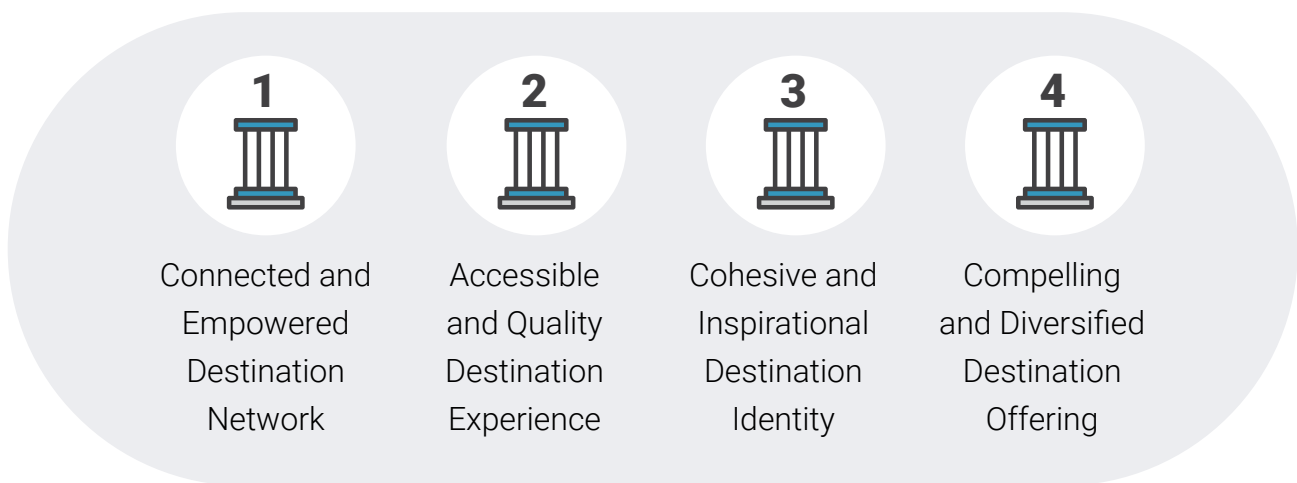 1
Connected and
Empowered
Destination
Network
2
Accessible
and Quality
Destination
Experience
3
Cohesive and
Inspirational
Destination
Identity
4
Compelling
and Diversified
Destination
Offering